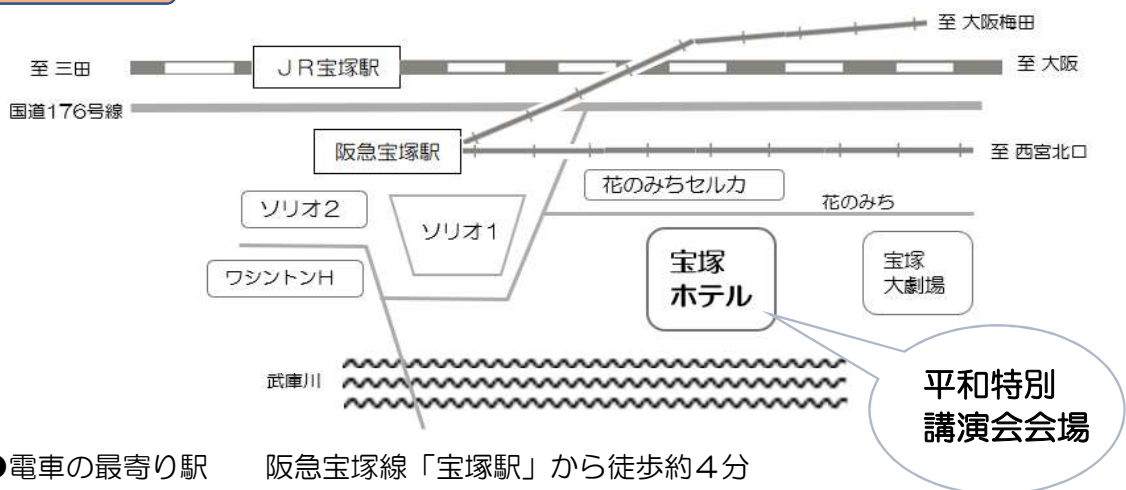 至 大阪梅田
至 三田
ＪＲ宝塚駅
至 大阪
国道176号線
阪急宝塚駅
至 西宮北口
花のみちセルカ
花のみち
ソリオ２
ソリオ１
ワシントンH
宝塚
ホテル
宝塚
大劇場
武庫川
平和特別
講演会会場
●電車の最寄り駅　　阪急宝塚線「宝塚駅」から徒歩約４分